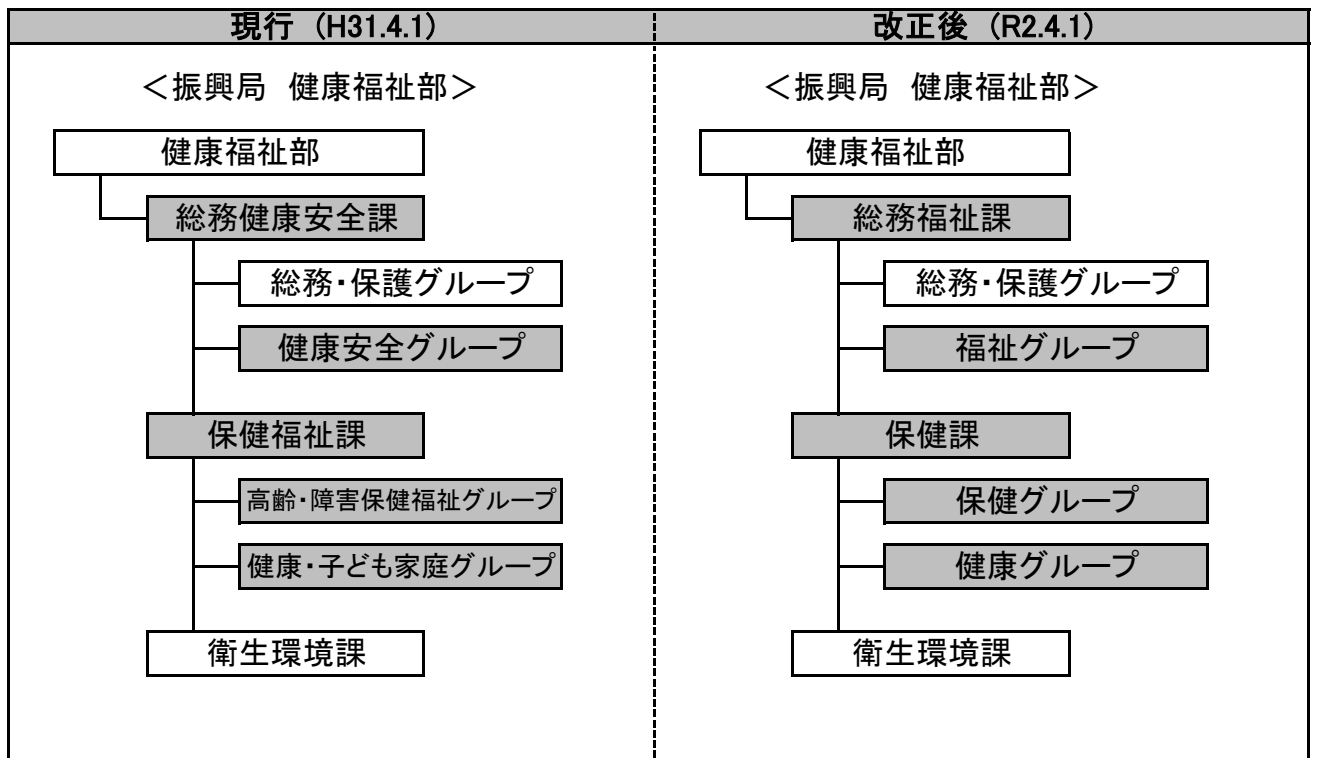 現行 (H31.4.1)
<振興局 健康福祉部>
健康福祉部
総務健康安全課
総務・保護グループ
健康安全グループ
保健福祉課
高齢・障害保健福祉グループ
健康・子ども家庭グループ
衛生環境課
改正後 (R2.4.1)
<振興局 健康福祉部>
健康福祉部
総務福祉課
総務・保護グループ
福祉グループ
保健課
保健グループ
健康グループ
衛生環境課